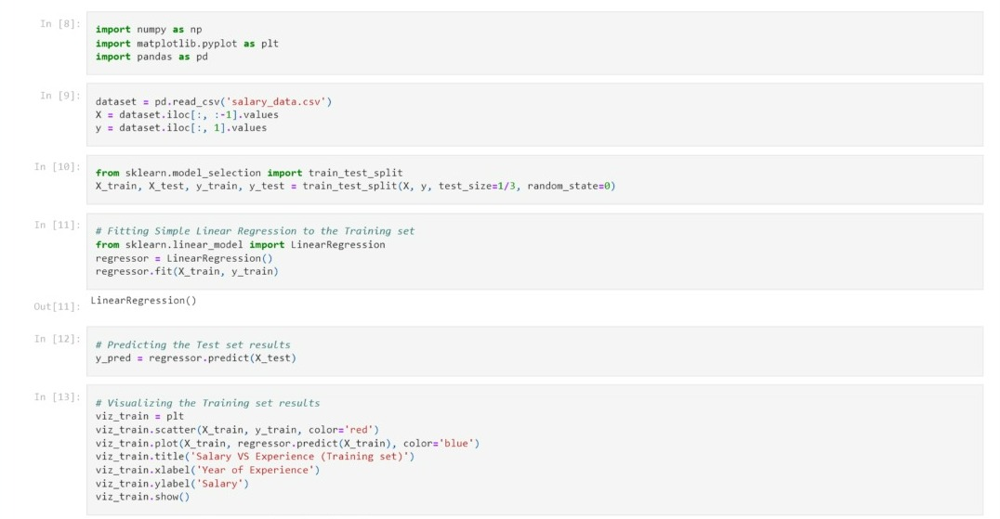 In [8]:
import numpy as np
import matplotlib.pyplot as plt
import pandas as pd
In [9]:
dataset = pd.read_csv('salary_data.csv')
X = dataset.iloc[:, :-1].values
y = dataset.iloc[:, 1].values
In [10]:
from sklearn.model_selection import train_test_split
X_train, X_test, y_train, y_test = train_test_split(X, y, test_size=1/3, random_state=0)
In [11]:
# Fitting Simple Linear Regression to the Training set
from sklearn.linear_model import LinearRegression
regressor = LinearRegression()
regressor.fit(X_train, y_train)
Out[11]:
LinearRegression()
In [12]:
# Predicting the Test set results
y_pred = regressor.predict(X_test)
In [13]:
# Visualizing the Training set results
viz_train = plt
viz_train.scatter(X_train, y_train, color='red')
viz_train.plot(X_train, regressor.predict(X_train), color='blue')
viz_train.title('Salary VS Experience (Training set)')
viz_train.xlabel('Year of Experience')
viz_train.ylabel('Salary')
viz_train.show()